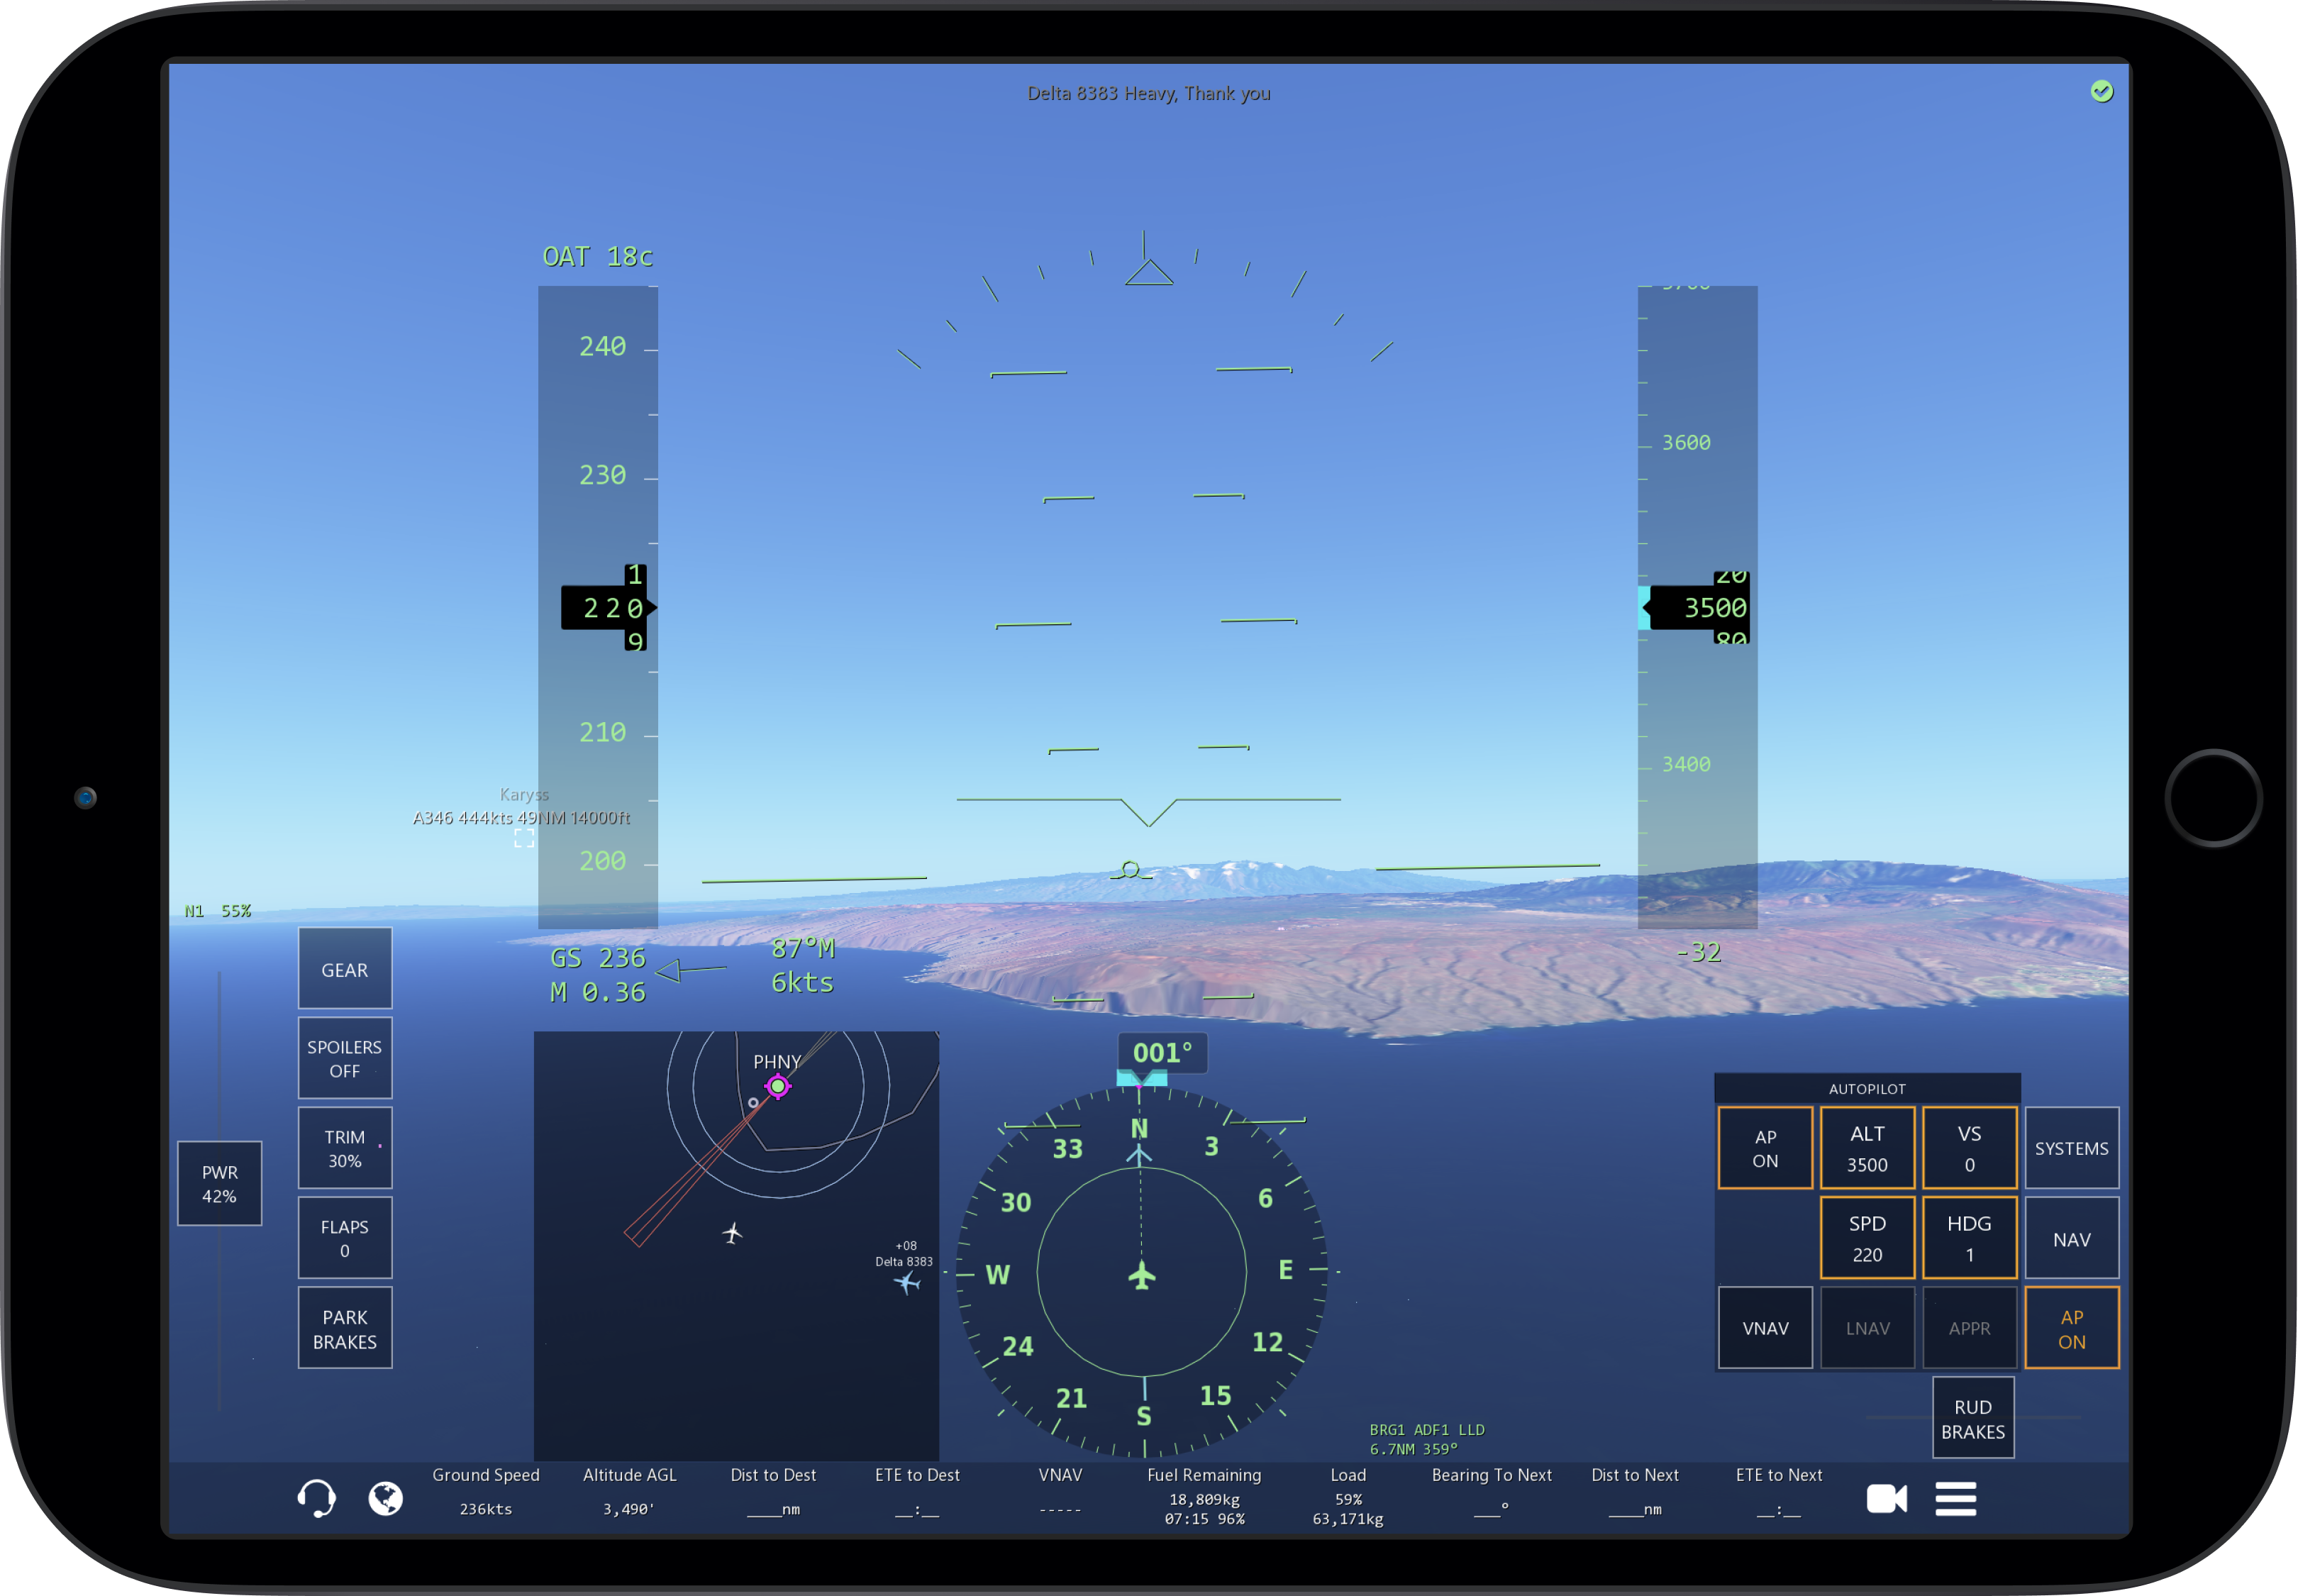 Delta 8383 Heavy, Thank you
OAT 18c
240
230
1
220
9
210
200
3700
3600
20
3500
80
3400
-32
Karyss
A346 444kts 49NM 14000ft
N1 55%
GS 236
M 0.36
87°M
6kts
GEAR
SPOILERS
OFF
TRIM
30%
FLAPS
0
PARK
BRAKES
PWR
42%
PHNY
+08
Delta 8383
001°
N
3
6
E
12
15
S
21
24
W
30
33
BRG1 ADF1 LLD
6.7NM 359°
AUTOPILOT
AP
ON
ALT
3500
VS
0
SYSTEMS
SPD
220
HDG
1
NAV
VNAV
LNAV
APPR
AP
ON
RUD
BRAKES
Ground Speed
236kts
Altitude AGL
3,490'
Dist to Dest
____nm
ETE to Dest
__:__
VNAV
-----
Fuel Remaining
18,809kg
07:15 96%
Load
59%
63,171kg
Bearing To Next
___°
Dist to Next
____nm
ETE to Next
__:__